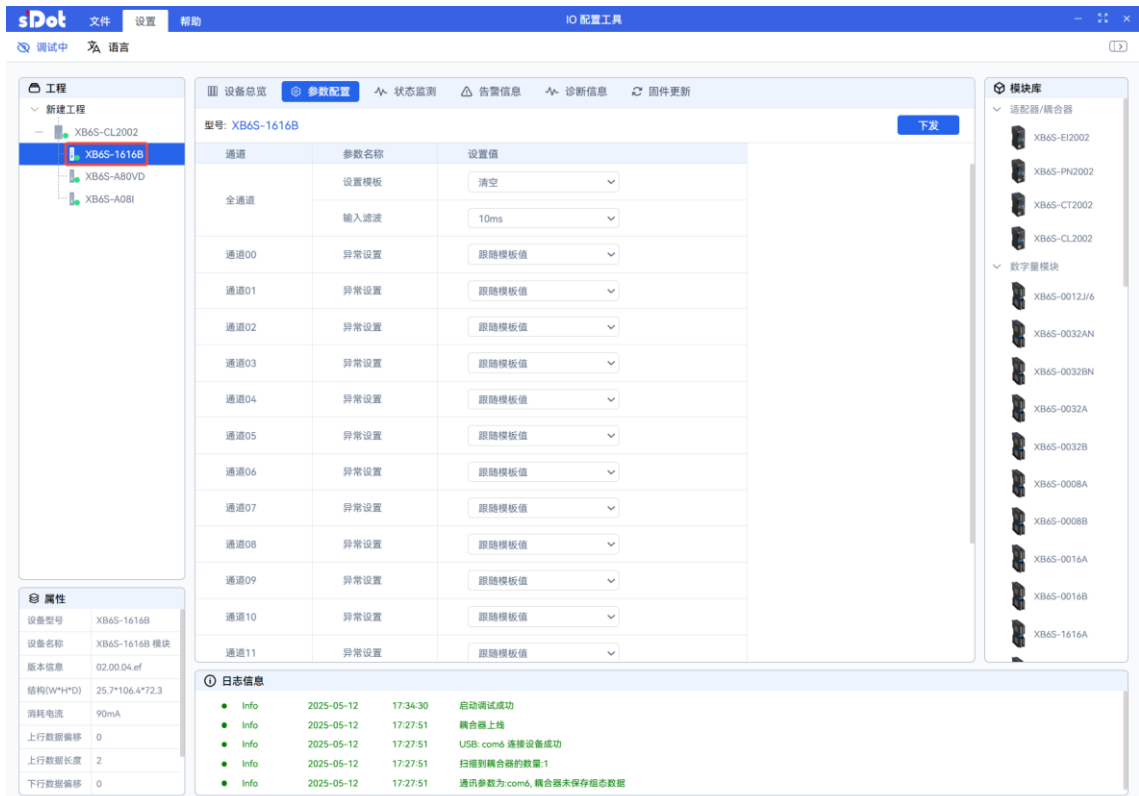 sDot 文件 设置 帮助 IO 配置工具
调试中 语言
工程
新建工程
XB6S-CL2002
XB6S-1616B
XB6S-A80VD
XB6S-A08I
设备总览 参数配置 状态监测 告警信息 诊断信息 固件更新
型号: XB6S-1616B 下发
通道 参数名称 设置值
全通道
设置模板 清空
输入滤波 10ms
通道00 异常设置 跟随模板值
通道01 异常设置 跟随模板值
通道02 异常设置 跟随模板值
通道03 异常设置 跟随模板值
通道04 异常设置 跟随模板值
通道05 异常设置 跟随模板值
通道06 异常设置 跟随模板值
通道07 异常设置 跟随模板值
通道08 异常设置 跟随模板值
通道09 异常设置 跟随模板值
通道10 异常设置 跟随模板值
通道11 异常设置 跟随模板值
模块库
适配器/耦合器
XB6S-EI2002
XB6S-PN2002
XB6S-CT2002
XB6S-CL2002
数字量模块
XB6S-0012J/6
XB6S-0032AN
XB6S-0032BN
XB6S-0032A
XB6S-0032B
XB6S-0008A
XB6S-0008B
XB6S-0016A
XB6S-0016B
XB6S-1616A
属性
设备型号 XB6S-1616B
设备名称 XB6S-1616B 模块
版本信息 02.00.04.ef
结构(W*H*D) 25.7*106.4*72.3
消耗电流 90mA
上行数据偏移 0
上行数据长度 2
下行数据偏移 0
日志信息
Info 2025-05-12 17:34:30 启动调试成功
Info 2025-05-12 17:27:51 耦合器上线
Info 2025-05-12 17:27:51 USB: com6 连接设备成功
Info 2025-05-12 17:27:51 扫描到耦合器的数量:1
Info 2025-05-12 17:27:51 通讯参数为:com6, 耦合器未保存组态数据